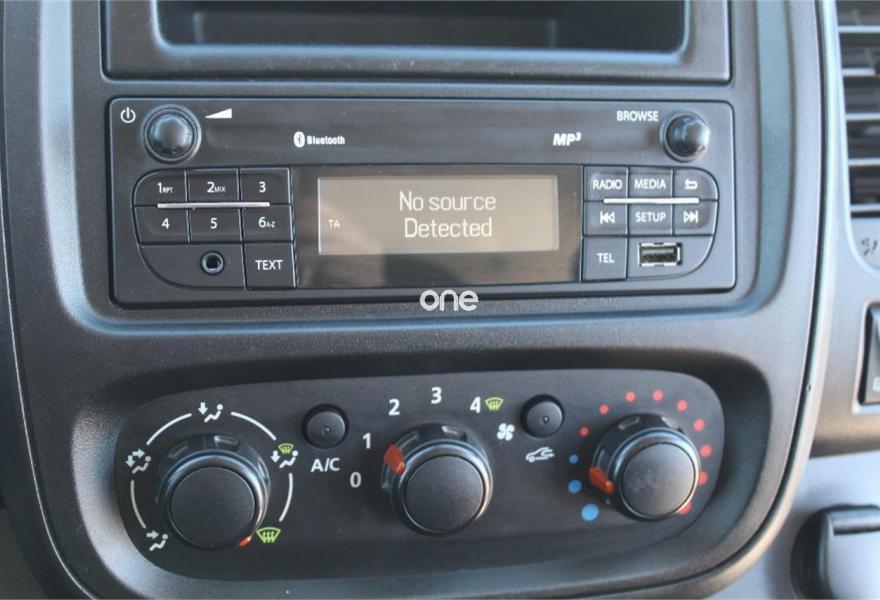 BROWSE
Bluetooth
MP3
1RPT
2MIX
3
RADIO
MEDIA
No source
TA
Detected
4
5
6A-Z
SETUP
TEXT
TEL
one
0
1
2
3
4
A/C